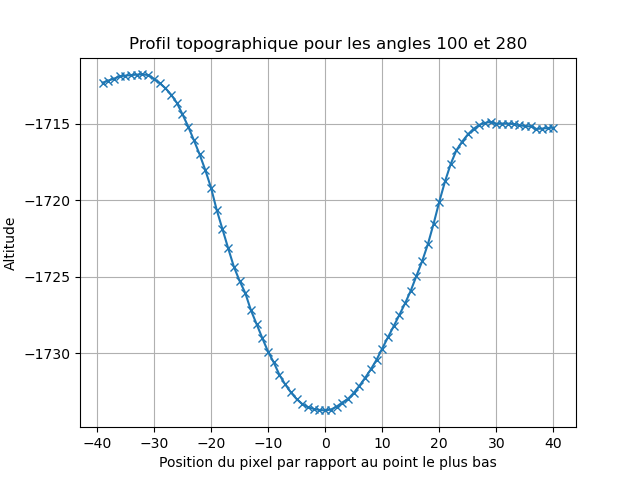 Profil topographique pour les angles 100 et 280
−1715
−1720
−1725
−1730
Altitude
−40 −30 −20 −10 0 10 20 30 40
Position du pixel par rapport au point le plus bas